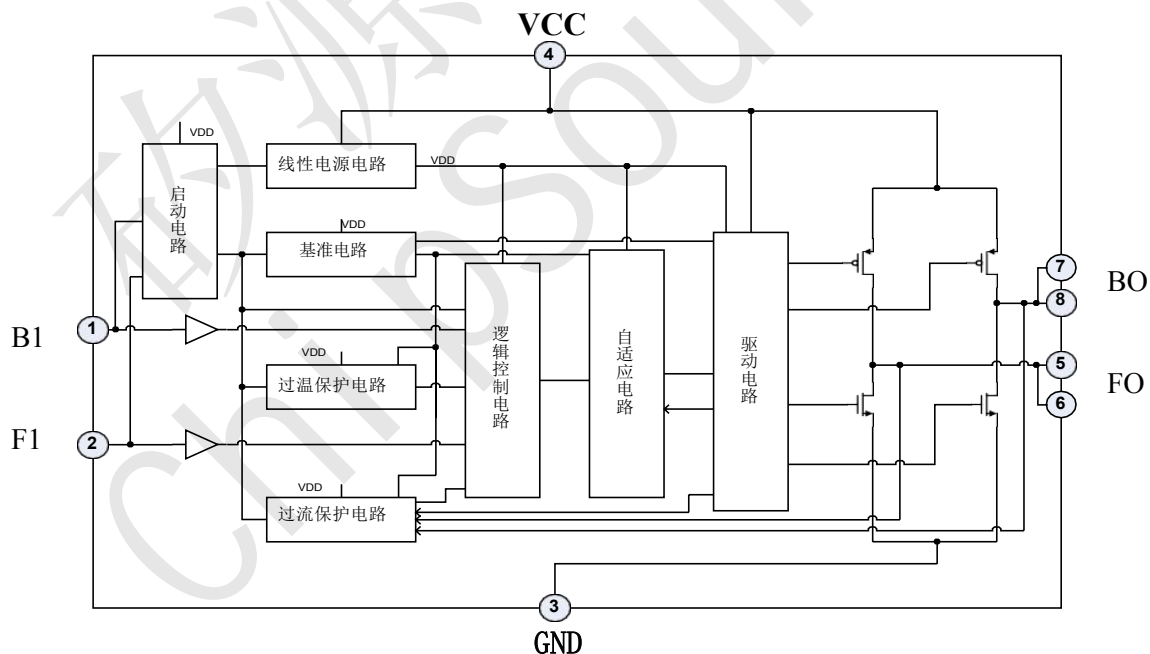 VCC
4
VDD
线性电源电路
VDD
启动电路
VDD
基准电路
7
BO
8
B1
1
逻辑控制电路
自适应电路
驱动电路
VDD
过温保护电路
5
FO
6
F1
2
VDD
过流保护电路
3
GND
矽源
ChipSour